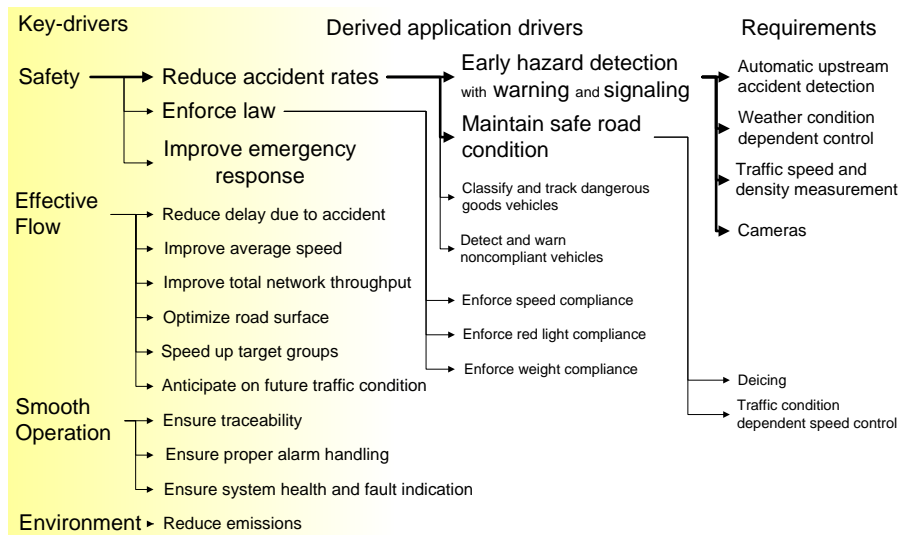 Key-drivers
Derived application drivers
Requirements
Safety
Reduce accident rates
Enforce law
Improve emergency
response
Early hazard detection
with warning and signaling
Maintain safe road
condition
Classify and track dangerous
goods vehicles
Detect and warn
noncompliant vehicles
Enforce speed compliance
Enforce red light compliance
Enforce weight compliance
Automatic upstream
accident detection
Weather condition
dependent control
Traffic speed and
density measurement
Cameras
Deicing
Traffic condition
dependent speed control
Effective
Flow
Reduce delay due to accident
Improve average speed
Improve total network throughput
Optimize road surface
Speed up target groups
Anticipate on future traffic condition
Smooth
Operation
Ensure traceability
Ensure proper alarm handling
Ensure system health and fault indication
Environment
Reduce emissions